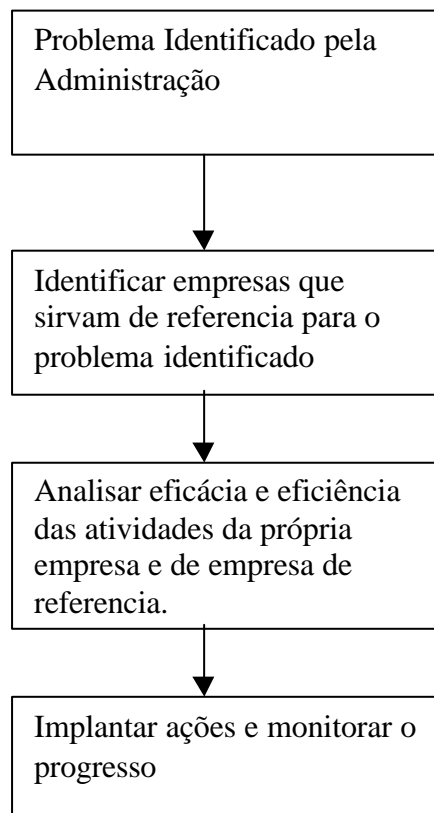 Problema Identificado pela
Administração
Identificar empresas que
sirvam de referencia para o
problema identificado
Analisar eficácia e eficiência
das atividades da própria
empresa e de empresa de
referencia.
Implantar ações e monitorar o
progresso